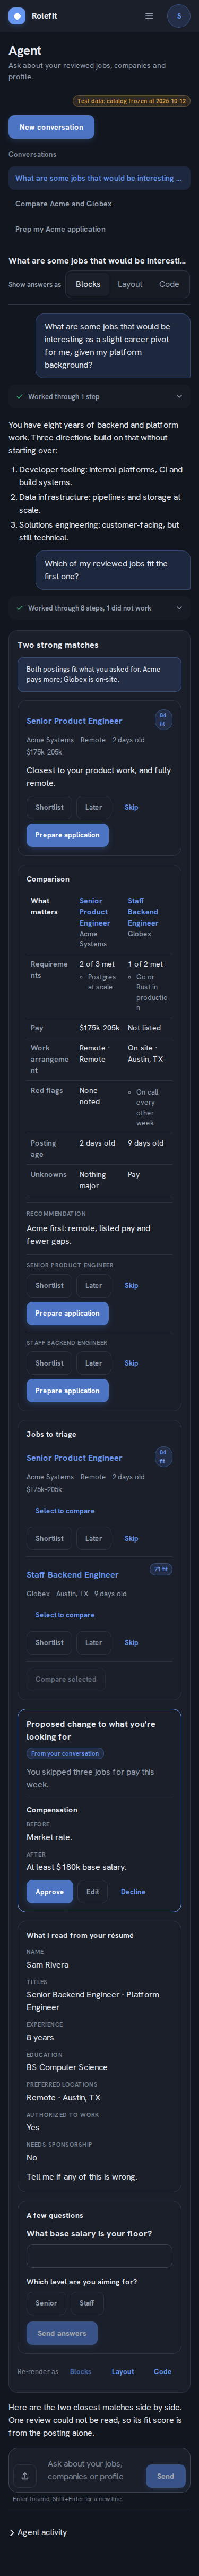 Rolefit
S
Agent
Ask about your reviewed jobs, companies and
profile.
Test data: catalog frozen at 2026-10-12
New conversation
Conversations
What are some jobs that would be interesting ...
Compare Acme and Globex
Prep my Acme application
What are some jobs that would be interesti...
Show answers as
Blocks
Layout
Code
What are some jobs that would be
interesting as a slight career pivot
for me, given my platform
background?
Worked through 1 step
You have eight years of backend and platform
work. Three directions build on that without
starting over:
1. Developer tooling: internal platforms, CI and
build systems.
2. Data infrastructure: pipelines and storage at
scale.
3. Solutions engineering: customer-facing, but
still technical.
Which of my reviewed jobs fit the
first one?
Worked through 8 steps, 1 did not work
Two strong matches
Both postings fit what you asked for. Acme
pays more; Globex is on-site.
Senior Product Engineer
84
fit
Acme Systems Remote 2 days old
$175k–205k
Closest to your product work, and fully
remote.
Shortlist Later Skip
Prepare application
Comparison
What
matters
Senior
Product
Engineer
Acme
Systems
Staff
Backend
Engineer
Globex
Requireme
nts
2 of 3 met
Postgres
at scale
1 of 2 met
Go or
Rust in
productio
n
Pay
$175k–205k
Not listed
Work
arrangeme
nt
Remote ·
Remote
On-site ·
Austin, TX
Red flags
None
noted
On-call
every
other
week
Posting
age
2 days old
9 days old
Unknowns
Nothing
major
Pay
RECOMMENDATION
Acme first: remote, listed pay and
fewer gaps.
SENIOR PRODUCT ENGINEER
Shortlist Later Skip
Prepare application
STAFF BACKEND ENGINEER
Shortlist Later Skip
Prepare application
Jobs to triage
Senior Product Engineer
84
fit
Acme Systems Remote 2 days old
$175k–205k
Select to compare
Shortlist Later Skip
Staff Backend Engineer
71 fit
Globex Austin, TX 9 days old
Select to compare
Shortlist Later Skip
Compare selected
Proposed change to what you're
looking for
From your conversation
You skipped three jobs for pay this
week.
Compensation
BEFORE
Market rate.
AFTER
At least $180k base salary.
Approve Edit Decline
What I read from your résumé
NAME
Sam Rivera
TITLES
Senior Backend Engineer · Platform
Engineer
EXPERIENCE
8 years
EDUCATION
BS Computer Science
PREFERRED LOCATIONS
Remote · Austin, TX
AUTHORIZED TO WORK
Yes
NEEDS SPONSORSHIP
No
Tell me if any of this is wrong.
A few questions
What base salary is your floor?
Which level are you aiming for?
Senior Staff
Send answers
Re-render as Blocks Layout Code
Here are the two closest matches side by side.
One review could not be read, so its fit score is
from the posting alone.
Ask about your jobs,
companies or profile
Send
Enter to send, Shift+Enter for a new line.
Agent activity